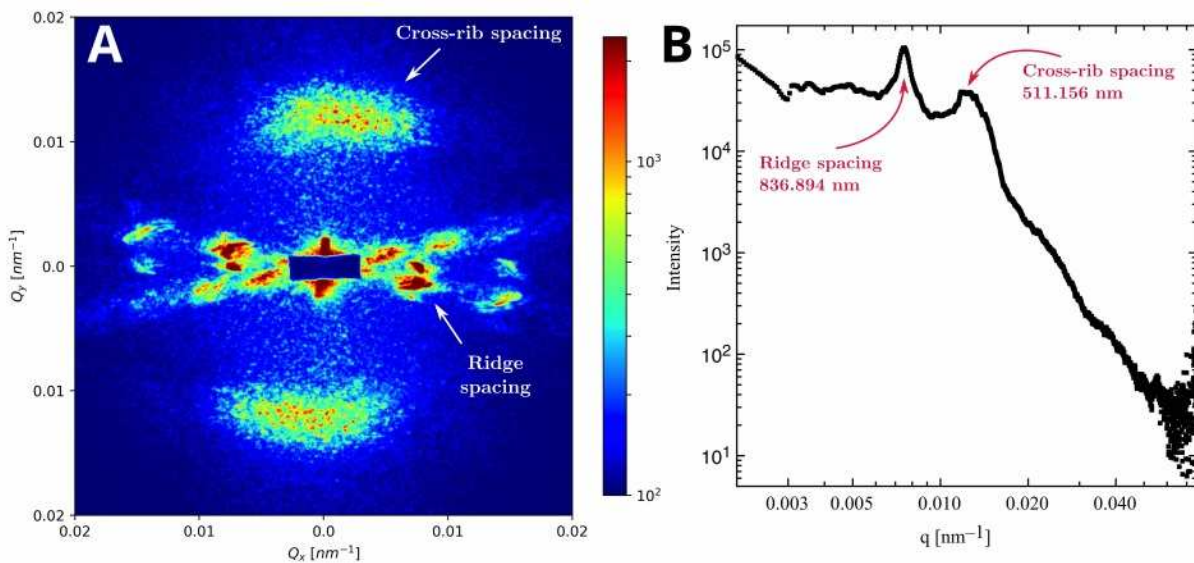 A
Cross-rib spacing
Ridge
spacing
0.02
0.01
0.0
0.01
0.02
Q_y [nm⁻¹]
0.02
0.01
0.0
0.01
0.02
Q_x [nm⁻¹]
10³
10²
B
Ridge spacing
836.894 nm
Cross-rib spacing
511.156 nm
10⁵
10⁴
10³
10²
10¹
Intensity
0.003
0.005
0.010
0.020
0.040
q [nm⁻¹]